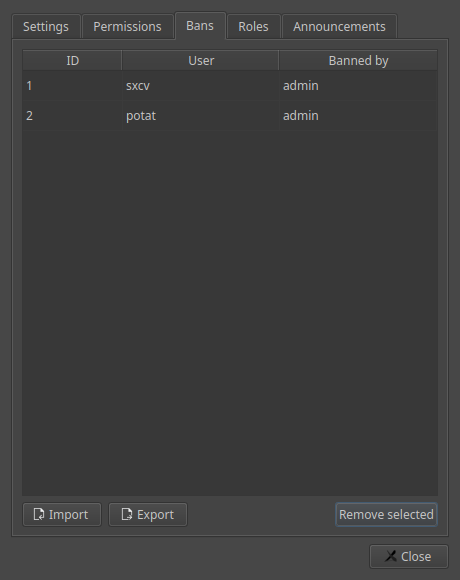 Settings Permissions Bans Roles Announcements
ID User Banned by
1 sxcv admin
2 potat admin
Import Export Remove selected
Close